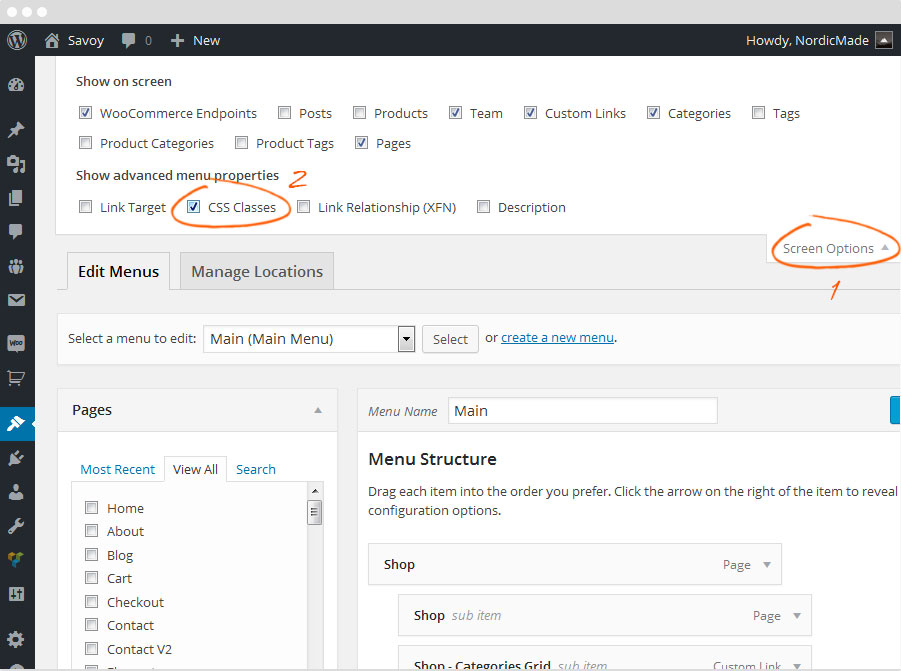 Savoy 0 New Howdy, NordicMade
Show on screen
WooCommerce Endpoints Posts Products Team Custom Links Categories Tags
Product Categories Product Tags Pages
Show advanced menu properties 2
Link Target CSS Classes Link Relationship (XFN) Description
Screen Options
1
Edit Menus Manage Locations
Select a menu to edit: Main (Main Menu) Select or create a new menu.
Pages
Menu Name Main
Most Recent View All Search
Home
About
Blog
Cart
Checkout
Contact
Contact V2
Menu Structure
Drag each item into the order you prefer. Click the arrow on the right of the item to reveal
configuration options.
Shop Page
Shop sub item Page
Shop - Categories Grid sub item Custom Link